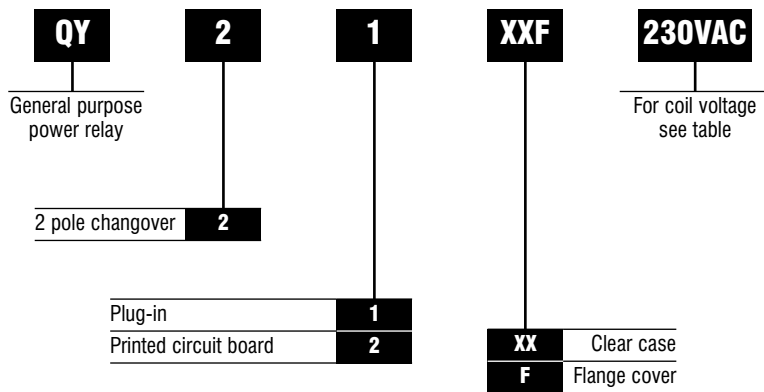 QY 2 1 XXF 230VAC
General purpose
power relay
For coil voltage
see table
2 pole changover 2
Plug-in 1
Printed circuit board 2
XX Clear case
F Flange cover